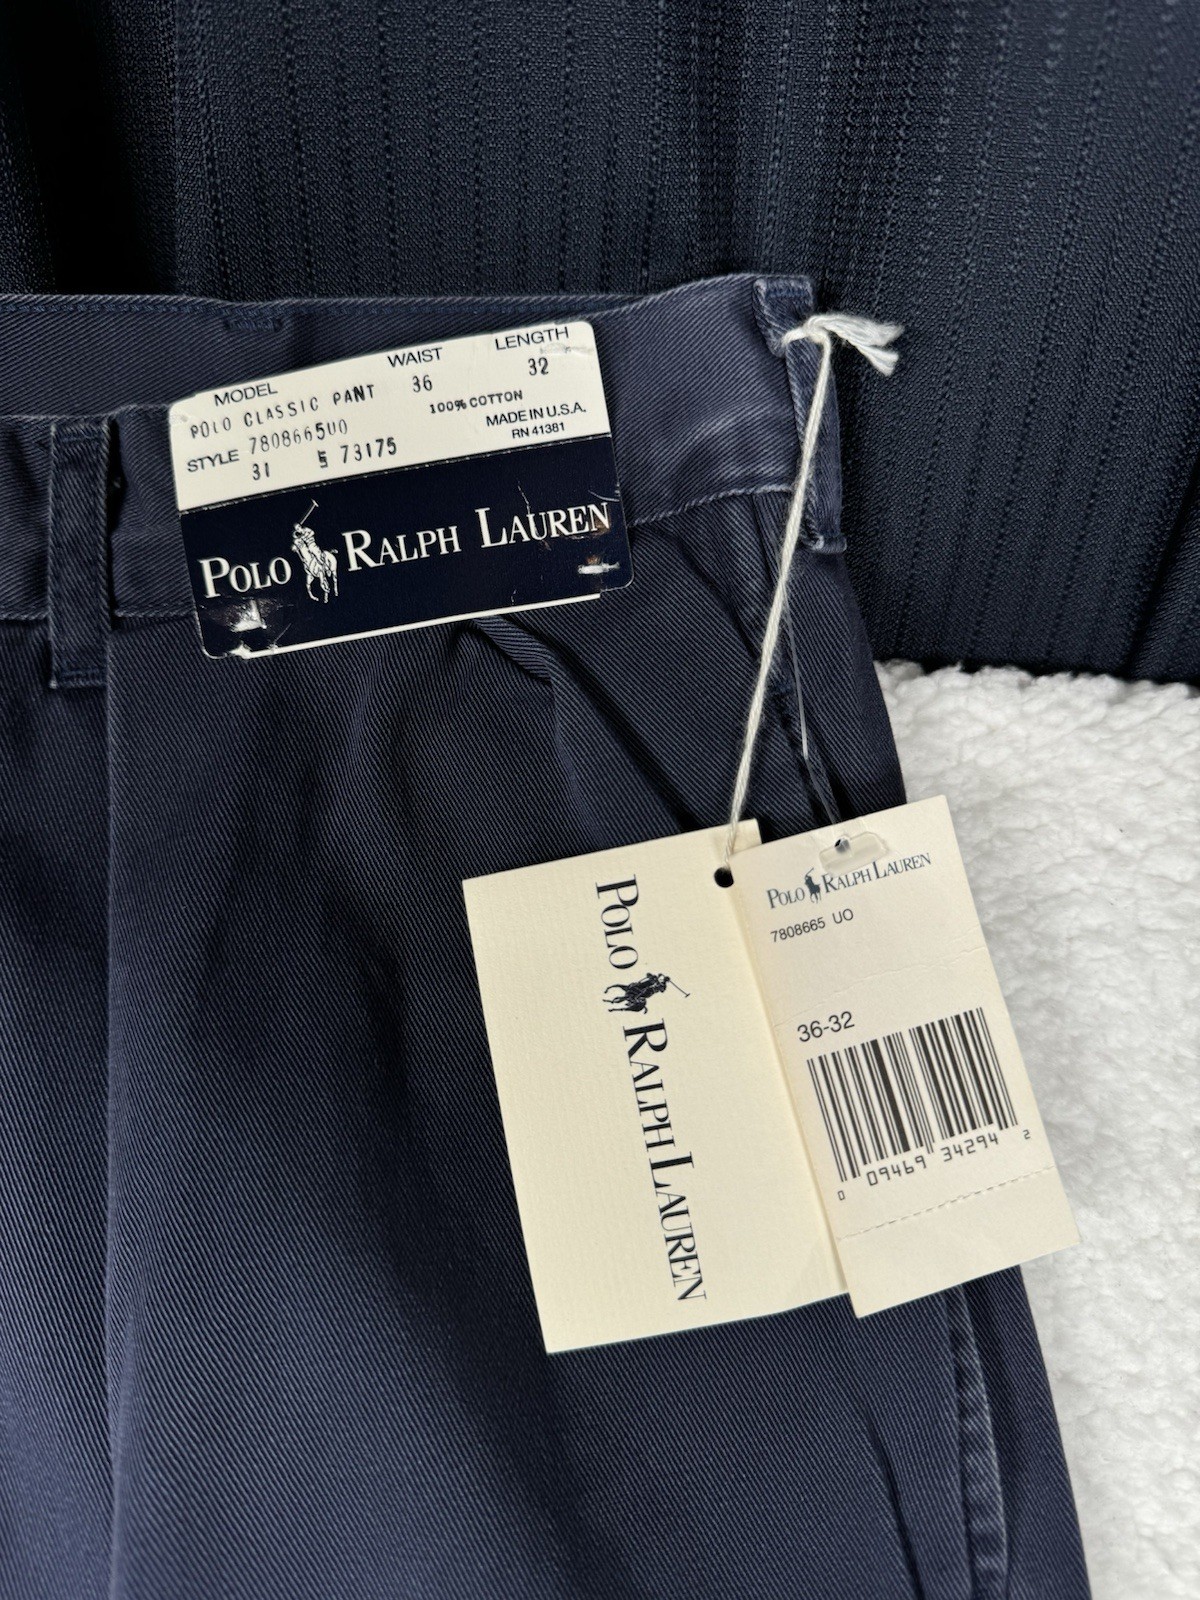 MODEL WAIST LENGTH
POLO CLASSIC PANT 36 32
100% COTTON
STYLE 7808665UO MADE IN U.S.A.
31 5 73175 RN 41381
POLO RALPH LAUREN
POLO RALPH LAUREN
POLO RALPH LAUREN
7808665 UO
36-32
0 09469 34294 2